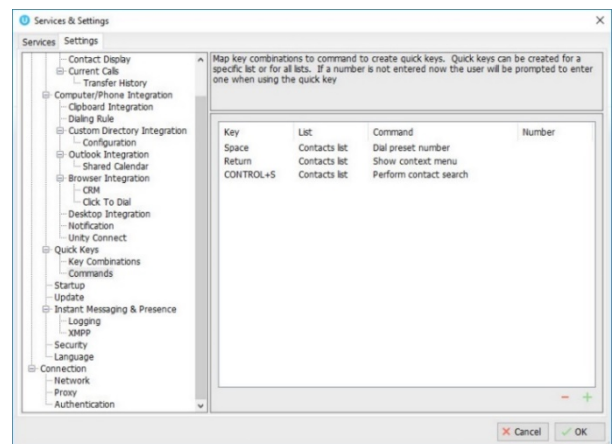 Services & Settings
Services Settings
Contact Display
Current Calls
Transfer History
Computer/Phone Integration
Clipboard Integration
Dialing Rule
Custom Directory Integration
Configuration
Outlook Integration
Shared Calendar
Browser Integration
CRM
Click To Dial
Desktop Integration
Notification
Unity Connect
Quick Keys
Key Combinations
Commands
Startup
Update
Instant Messaging & Presence
Logging
XMPP
Security
Language
Connection
Network
Proxy
Authentication
Map key combinations to command to create quick keys. Quick keys can be created for a
specific list or for all lists. If a number is not entered now the user will be prompted to enter
one when using the quick key
Key List Command Number
Space Contacts list Dial preset number
Return Contacts list Show context menu
CONTROL+S Contacts list Perform contact search
Cancel OK